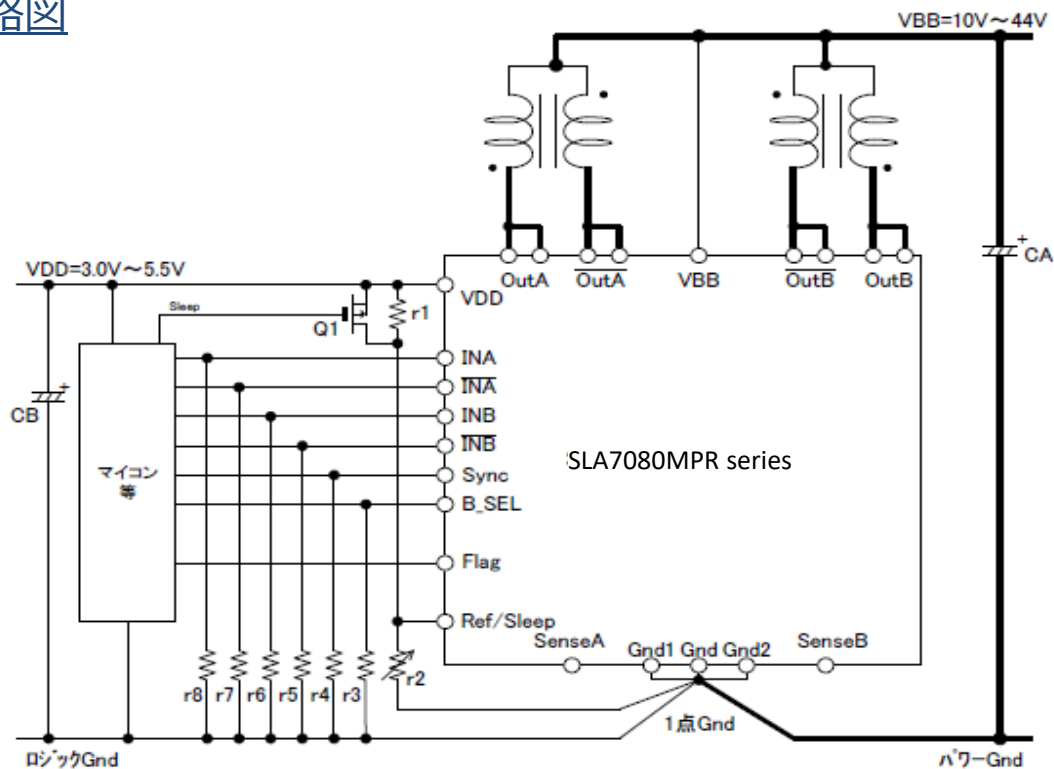 略図
VBB=10V～44V
CA
OutA
OutA
VBB
OutB
OutB
VDD=3.0V～5.5V
Sleep
Q1
r1
VDD
INA
INA
INB
INB
Sync
B_SEL
Flag
Ref/Sleep
SLA7080MPR series
CB
マイコン
等
SenseA
Gnd1 Gnd Gnd2
SenseB
r8 r7 r6 r5 r4 r3 r2
1点Gnd
ロジックGnd
パワーGnd